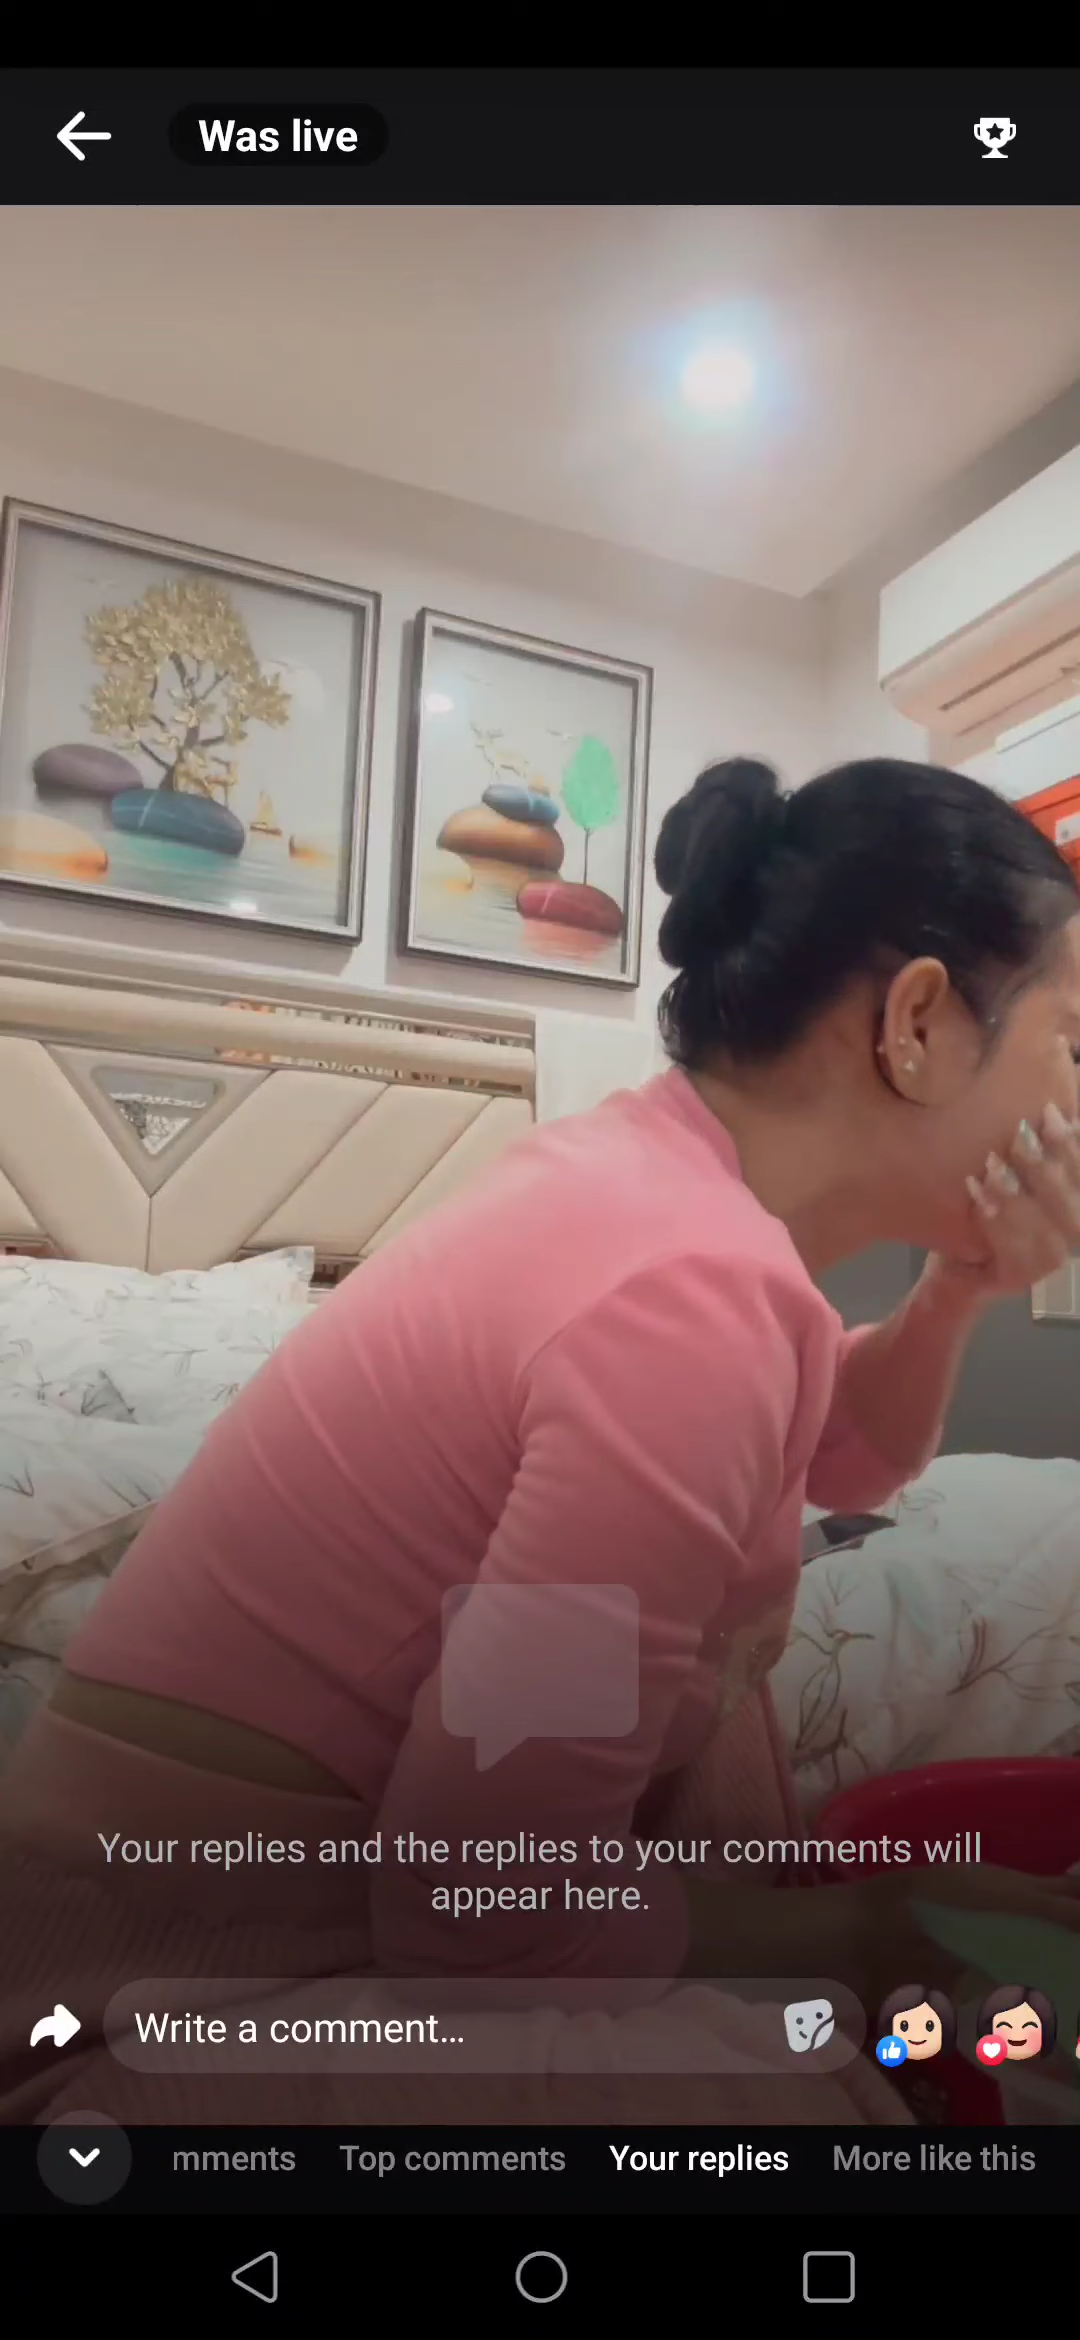 Was live
Your replies and the replies to your comments will
appear here.
Write a comment...
mments Top comments Your replies More like this